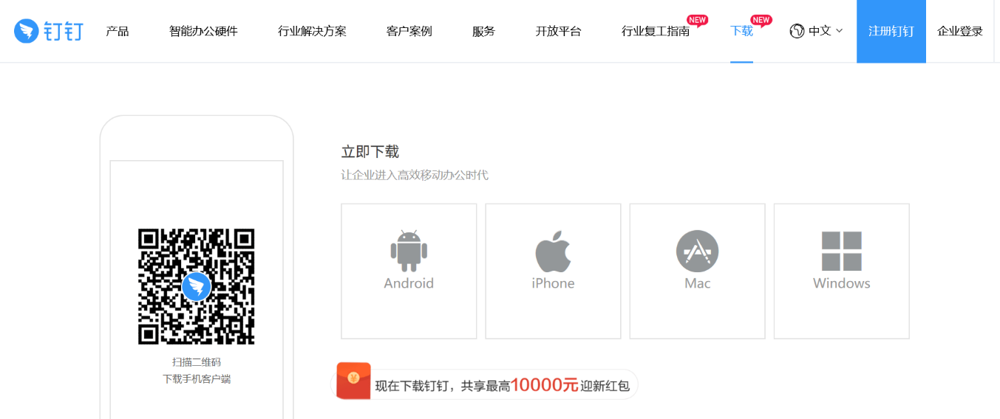 钉钉 产品 智能办公硬件 行业解决方案 客户案例 服务 开放平台 行业复工指南 NEW 下载 NEW 中文 注册钉钉 企业登录
立即下载
让企业进入高效移动办公时代
Android iPhone Mac Windows
扫描二维码
下载手机客户端
¥ 现在下载钉钉，共享最高10000元迎新红包